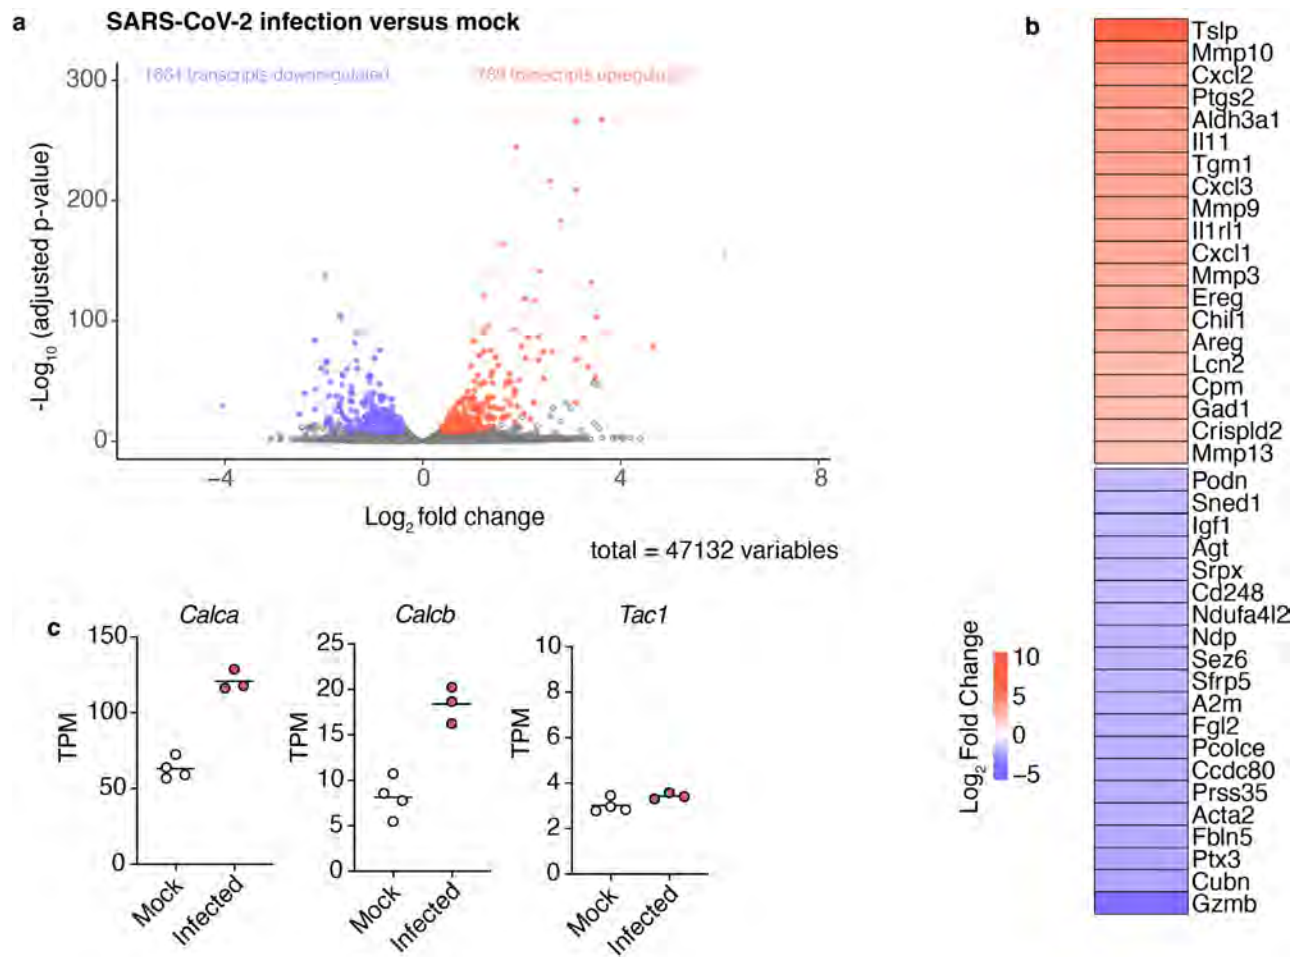 a SARS-CoV-2 infection versus mock
transcripts downregulated
transcripts
300
200
100
0
-Log10 (adjusted p-value)
−4 0 4 8
Log2 fold change
total = 47132 variables
b
Tslp
Mmp10
Cxcl2
Ptgs2
Aldh3a1
Il11
Tgm1
Cxcl3
Mmp9
Il1rl1
Cxcl1
Mmp3
Ereg
Chil1
Areg
Lcn2
Cpm
Gad1
Crispld2
Mmp13
Podn
Sned1
Igf1
Agt
Srpx
Cd248
Ndufa4l2
Ndp
Sez6
Sfrp5
A2m
Fgl2
Pcolce
Ccdc80
Prss35
Acta2
Fbln5
Ptx3
Cubn
Gzmb
Log2 Fold Change
10
5
0
−5
c
Calca
150
100
50
0
TPM
Mock
Infected
Calcb
25
20
15
10
5
0
TPM
Mock
Infected
Tac1
10
8
6
4
2
0
TPM
Mock
Infected